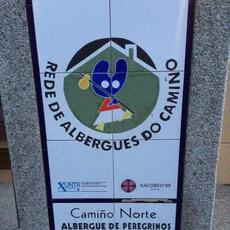 REDE DE ALBERGUES DO CAMIÑO
XUNTA
XACOBEO'99
Camiño Norte
ALBERGUE DE PEREGRINOS